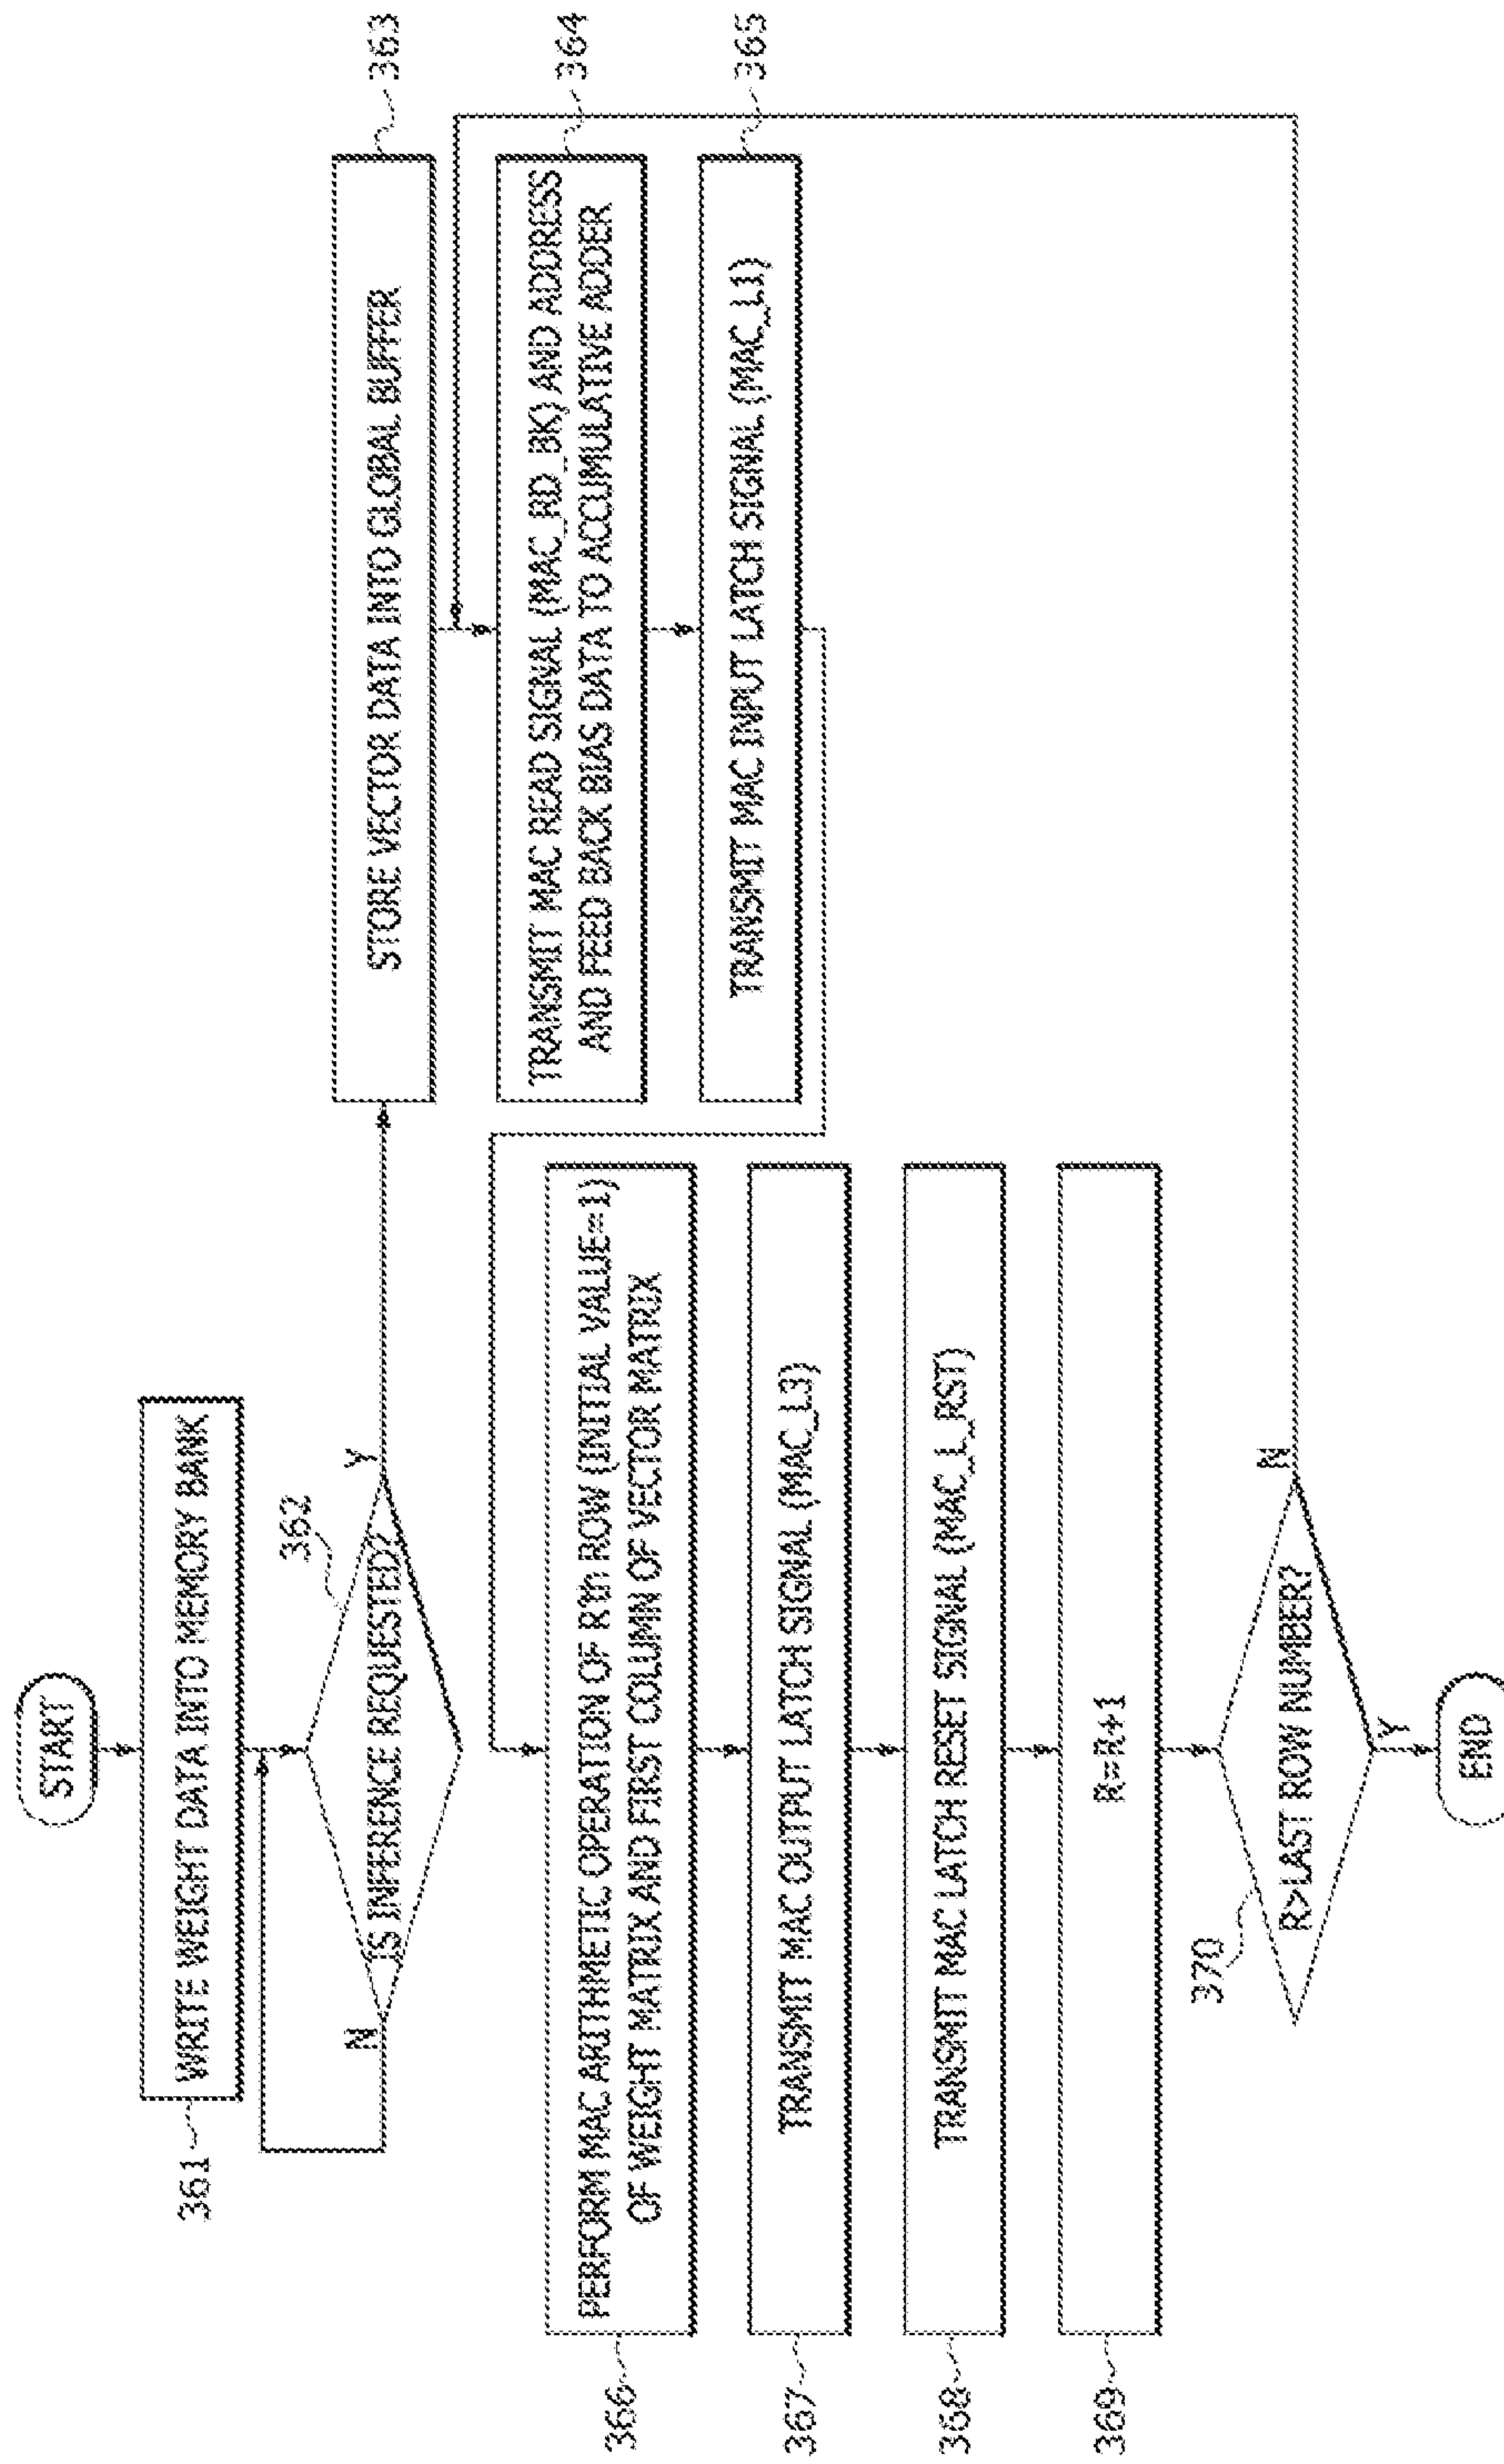 START
WRITE WEIGHT DATA INTO MEMORY BANK
361
362
IS INFERENCE REQUESTED?
N
Y
STORE VECTOR DATA INTO GLOBAL BUFFER
363
TRANSMIT MAC READ SIGNAL (MAC_RD_BK) AND ADDRESS
AND FEED BACK BIAS DATA TO ACCUMULATIVE ADDER
364
TRANSMIT MAC INPUT LATCH SIGNAL (MAC_L1)
365
PERFORM MAC ARITHMETIC OPERATION OF R'th ROW (INITIAL VALUE=1)
OF WEIGHT MATRIX AND FIRST COLUMN OF VECTOR MATRIX
366
TRANSMIT MAC OUTPUT LATCH SIGNAL (MAC_L3)
367
TRANSMIT MAC LATCH RESET SIGNAL (MAC_L_RST)
368
R=R+1
369
370
R>LAST ROW NUMBER?
N
Y
END